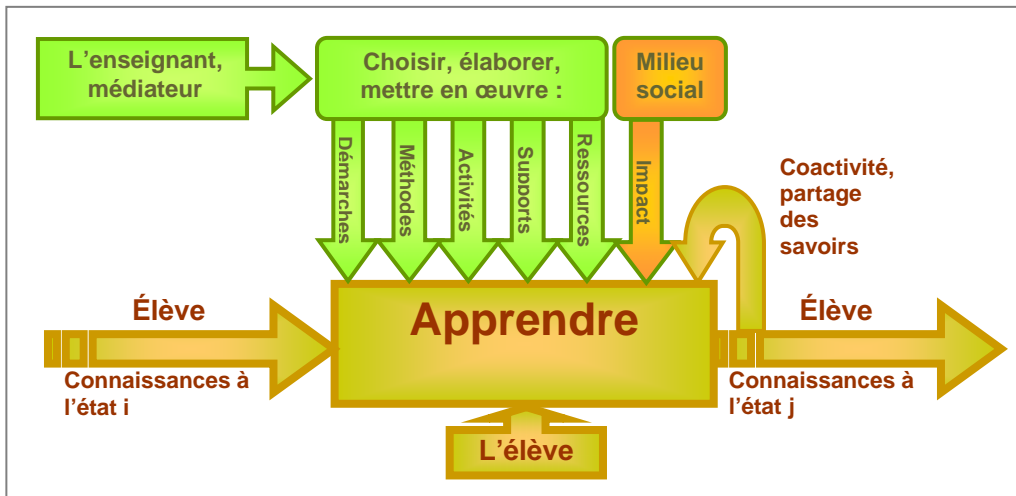 L'enseignant,
médiateur
Choisir, élaborer,
mettre en œuvre :
Milieu
social
Démarches
Méthodes
Activités
Supports
Ressources
Impact
Coactivité,
partage
des
savoirs
Élève
Connaissances à
l'état i
Apprendre
Élève
Connaissances à
l'état j
L'élève